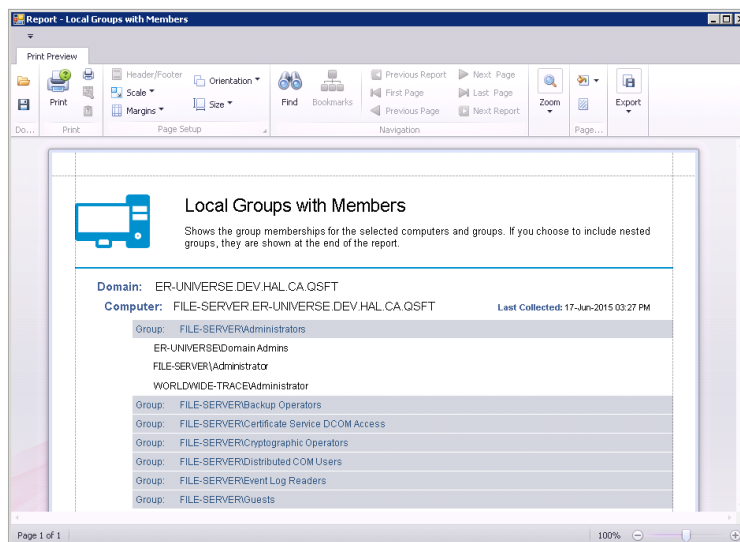 Report - Local Groups with Members
Print Preview
Print
Header/Footer
Scale
Margins
Orientation
Size
Find
Bookmarks
Previous Report
First Page
Previous Page
Next Page
Last Page
Next Report
Zoom
Export
Do...
Print
Page Setup
Navigation
Page...
Local Groups with Members
Shows the group memberships for the selected computers and groups. If you choose to include nested
groups, they are shown at the end of the report.
Domain: ER-UNIVERSE.DEV.HAL.CA.QSFT
Computer: FILE-SERVER.ER-UNIVERSE.DEV.HAL.CA.QSFT Last Collected: 17-Jun-2015 03:27 PM
Group: FILE-SERVER\Administrators
ER-UNIVERSE\Domain Admins
FILE-SERVER\Administrator
WORLDWIDE-TRACE\Administrator
Group: FILE-SERVER\Backup Operators
Group: FILE-SERVER\Certificate Service DCOM Access
Group: FILE-SERVER\Cryptographic Operators
Group: FILE-SERVER\Distributed COM Users
Group: FILE-SERVER\Event Log Readers
Group: FILE-SERVER\Guests
Page 1 of 1
100%